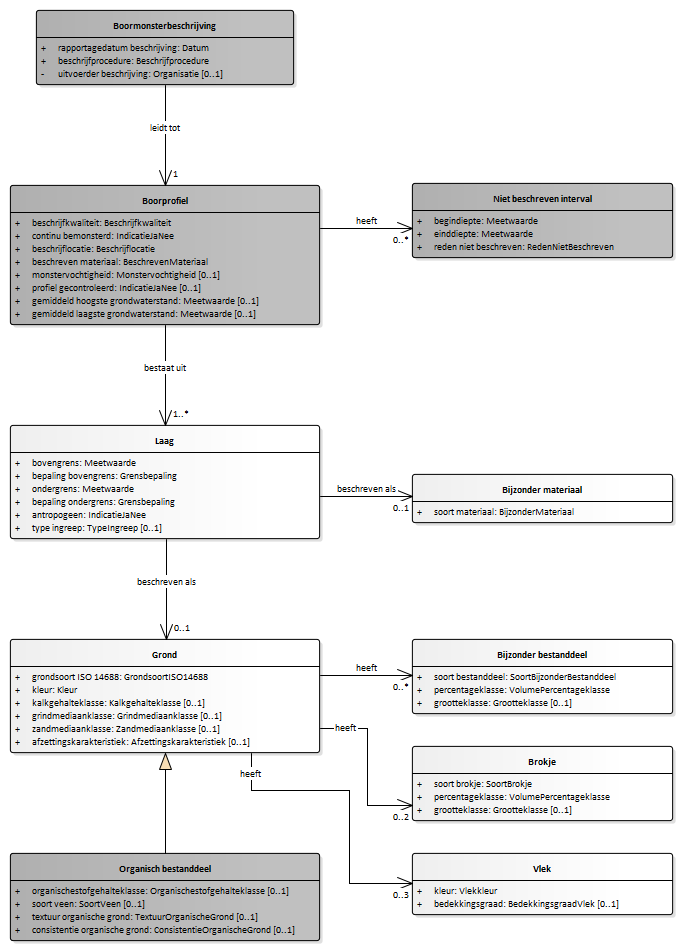 Boormonsterbeschrijving
+ rapportagedatum beschrijving: Datum
+ beschrijfprocedure: Beschrijfprocedure
- uitvoerder beschrijving: Organisatie [0..1]
leidt tot
1
Boorprofiel
+ beschrijfkwaliteit: Beschrijfkwaliteit
+ continu bemonsterd: IndicatieJaNee
+ beschrijflocatie: Beschrijflocatie
+ beschreven materiaal: BeschrevenMateriaal
+ monstervochtigheid: Monstervochtigheid [0..1]
+ profiel gecontroleerd: IndicatieJaNee [0..1]
+ gemiddeld hoogste grondwaterstand: Meetwaarde [0..1]
+ gemiddeld laagste grondwaterstand: Meetwaarde [0..1]
heeft
0..*
Niet beschreven interval
+ begindiepte: Meetwaarde
+ einddiepte: Meetwaarde
+ reden niet beschreven: RedenNietBeschreven
bestaat uit
1..*
Laag
+ bovengrens: Meetwaarde
+ bepaling bovengrens: Grensbepaling
+ ondergrens: Meetwaarde
+ bepaling ondergrens: Grensbepaling
+ antropogeen: IndicatieJaNee
+ type ingreep: TypeIngreep [0..1]
beschreven als
0..1
Bijzonder materiaal
+ soort materiaal: BijzonderMateriaal
beschreven als
0..1
Grond
+ grondsoort ISO 14688: GrondsoortISO14688
+ kleur: Kleur
+ kalkgehalteklasse: Kalkgehalteklasse [0..1]
+ grindmediaanklasse: Grindmediaanklasse [0..1]
+ zandmediaanklasse: Zandmediaanklasse [0..1]
+ afzettingskarakteristiek: Afzettingskarakteristiek [0..1]
heeft
0..*
Bijzonder bestanddeel
+ soort bestanddeel: SoortBijzonderBestanddeel
+ percentageklasse: VolumePercentageklasse
+ grootteklasse: Grootteklasse [0..1]
heeft
0..2
Brokje
+ soort brokje: SoortBrokje
+ percentageklasse: VolumePercentageklasse
+ grootteklasse: Grootteklasse [0..1]
heeft
0..3
Vlek
+ kleur: Vlekkleur
+ bedekkingsgraad: BedekkingsgraadVlek [0..1]
Organisch bestanddeel
+ organischestofgehalteklasse: Organischestofgehalteklasse [0..1]
+ soort veen: SoortVeen [0..1]
+ textuur organische grond: TextuurOrganischeGrond [0..1]
+ consistentie organische grond: ConsistentieOrganischeGrond [0..1]